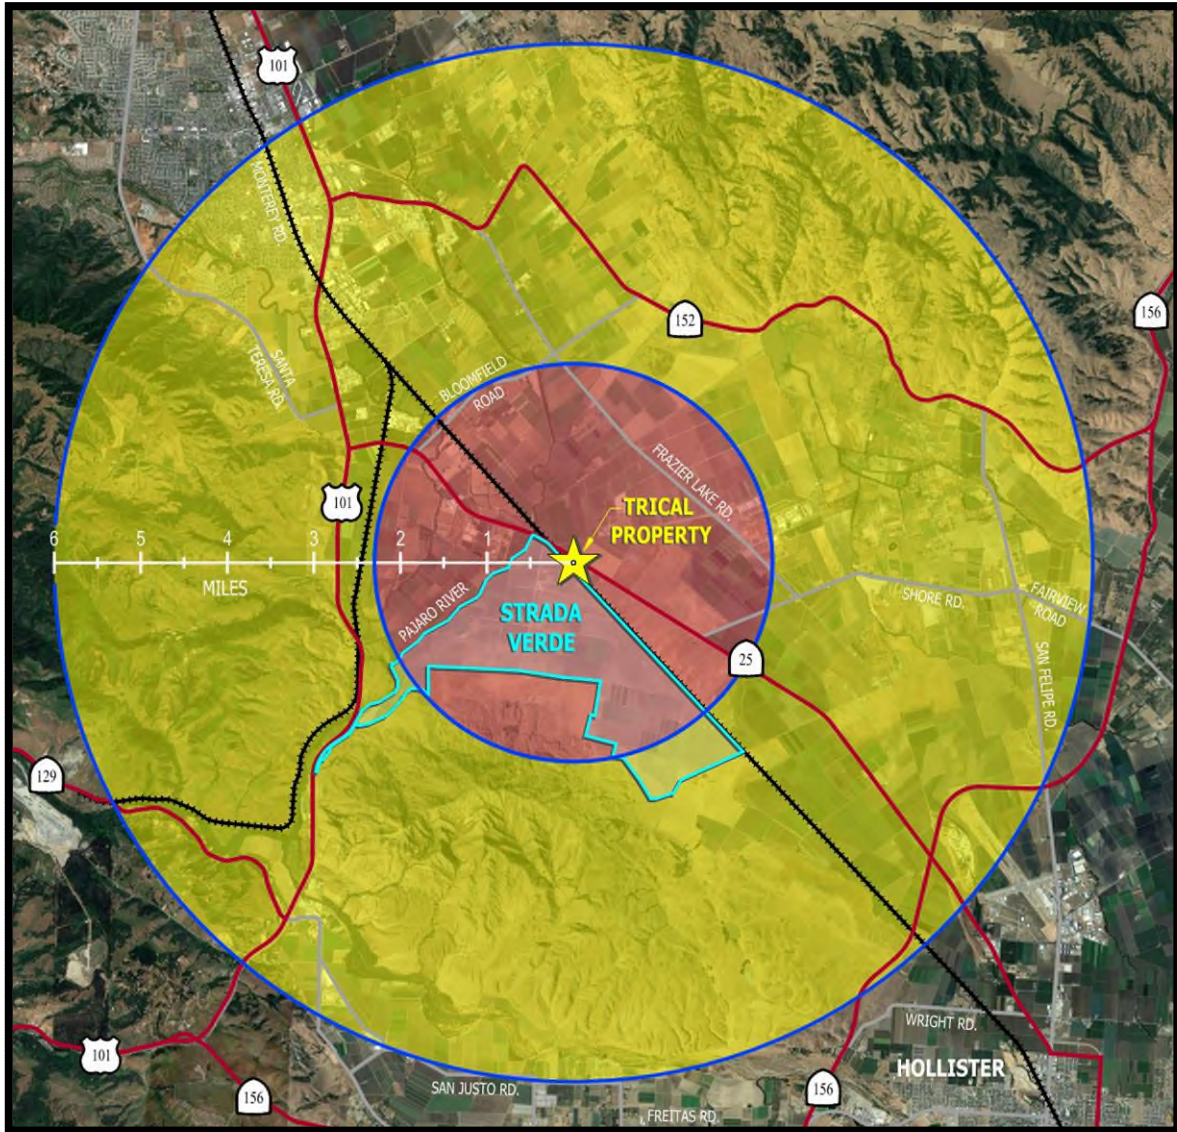 101
MONTEREY RD.
152
156
SANTA
TERESA RD.
BLOOMFIELD
ROAD
FRAZIER LAKE RD.
101
TRICAL
PROPERTY
6 5 4 3 2 1
MILES
PAJARO RIVER
STRADA
VERDE
SHORE RD.
FAIRVIEW
ROAD
25
SAN FELIPE RD.
129
WRIGHT RD.
101
HOLLISTER
156
SAN JUSTO RD.
156
FREITAS RD.